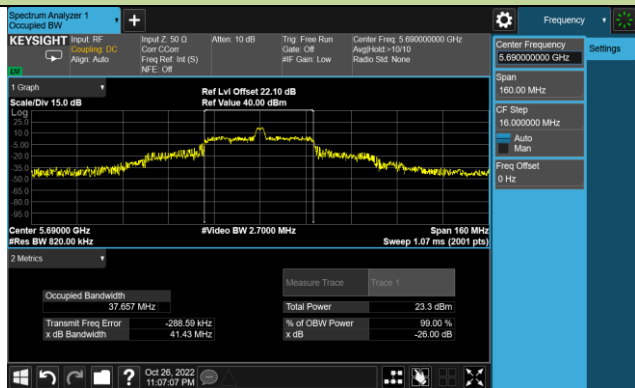 Spectrum Analyzer 1
Occupied BW
Frequency
KEYSIGHT
Input: RF
Coupling: DC
Align: Auto
Input Z: 50 Ω
Corr CCorr
Freq Ref: Int (S)
NFE: Off
Atten: 10 dB
Trig: Free Run
Gate: Off
#IF Gain: Low
Center Freq: 5.690000000 GHz
Avg|Hold:>10/10
Radio Std: None
Center Frequency
5.690000000 GHz
Settings
Span
160.00 MHz
CF Step
16.000000 MHz
Auto
Man
Freq Offset
0 Hz
1 Graph
Scale/Div 15.0 dB
Ref Lvl Offset 22.10 dB
Ref Value 40.00 dBm
Log
25.0
10.0
-5.00
-20.0
-35.0
-50.0
-65.0
-80.0
-95.0
Center 5.69000 GHz
#Res BW 820.00 kHz
#Video BW 2.7000 MHz
Span 160 MHz
Sweep 1.07 ms (2001 pts)
2 Metrics
Measure Trace
Trace 1
Occupied Bandwidth
37.657 MHz
Total Power
23.3 dBm
Transmit Freq Error
-288.59 kHz
% of OBW Power
99.00 %
x dB Bandwidth
41.43 MHz
x dB
-26.00 dB
?
Oct 26, 2022
11:07:07 PM